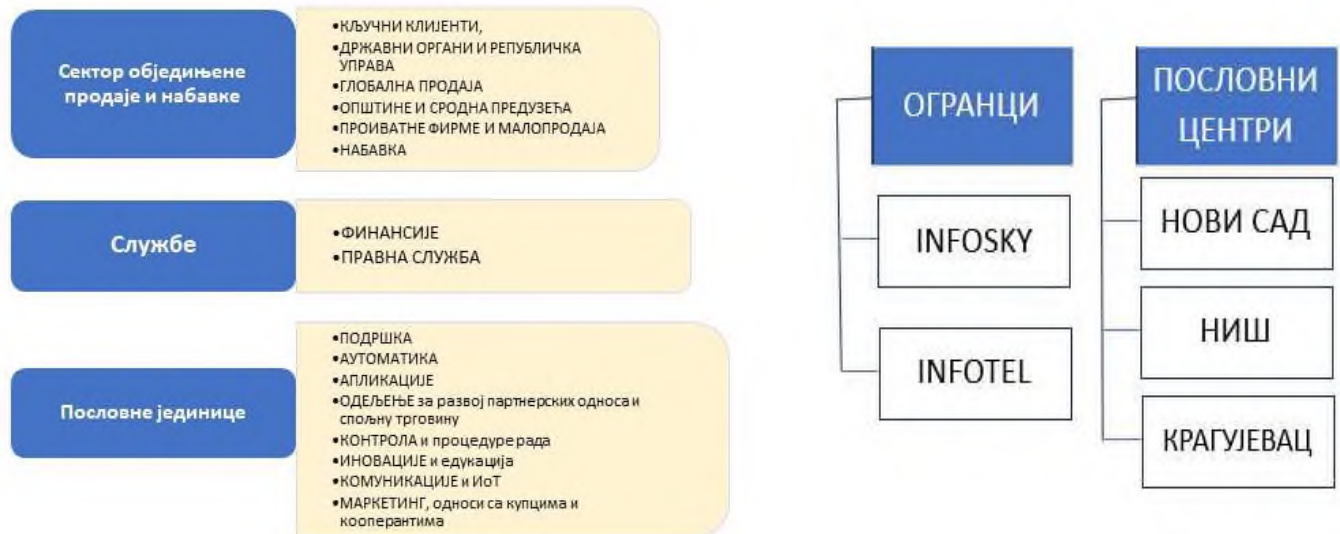 Сектор обједињене
продаје и набавке
•КЉУЧНИ КЛИЈЕНТИ,
•ДРЖАВНИ ОРГАНИ И РЕПУБЛИЧКА
УПРАВА
•ГЛОБАЛНА ПРОДАЈА
•ОПШТИНЕ И СРОДНА ПРЕДУЗЕЋА
•ПРОИВАТНЕ ФИРМЕ И МАЛОПРОДАЈА
•НАБАВКА
Службе
•ФИНАНСИЈЕ
•ПРАВНА СЛУЖБА
Пословне јединице
•ПОДРШКА
•АУТОМАТИКА
•АПЛИКАЦИЈЕ
•ОДЕЉЕЊЕ за развој партнерских односа и
спољну трговину
•КОНТРОЛА и процедуре рада
•ИНОВАЦИЈЕ и едукација
•КОМУНИКАЦИЈЕ и ИоТ
•МАРКЕТИНГ, односи са купцима и
кооперантима
ОГРАНЦИ
INFOSKY
INFOTEL
ПОСЛОВНИ
ЦЕНТРИ
НОВИ САД
НИШ
КРАГУЈЕВАЦ